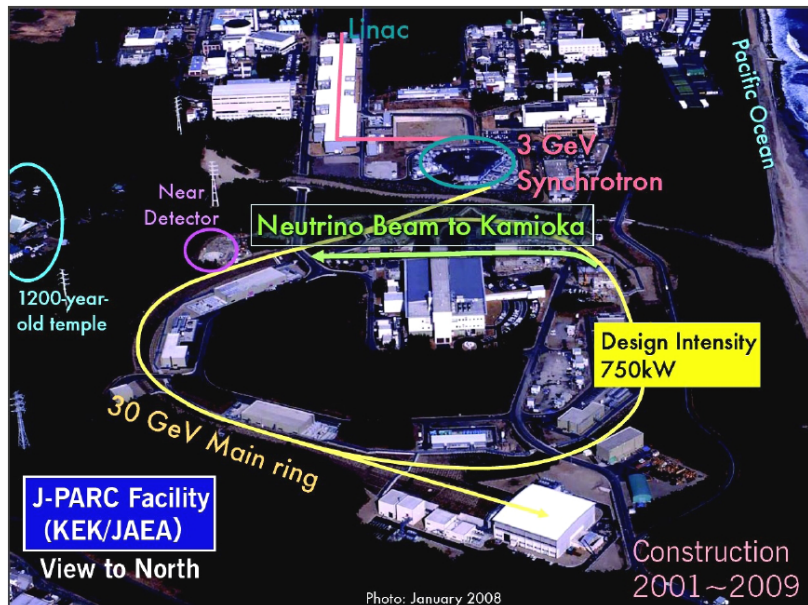 Linac
Pacific Ocean
3 GeV
Synchrotron
Near
Detector
Neutrino Beam to Kamioka
1200-year-
old temple
Design Intensity
750kW
30 GeV Main ring
J-PARC Facility
(KEK/JAEA)
View to North
Construction
2001~2009
Photo: January 2008